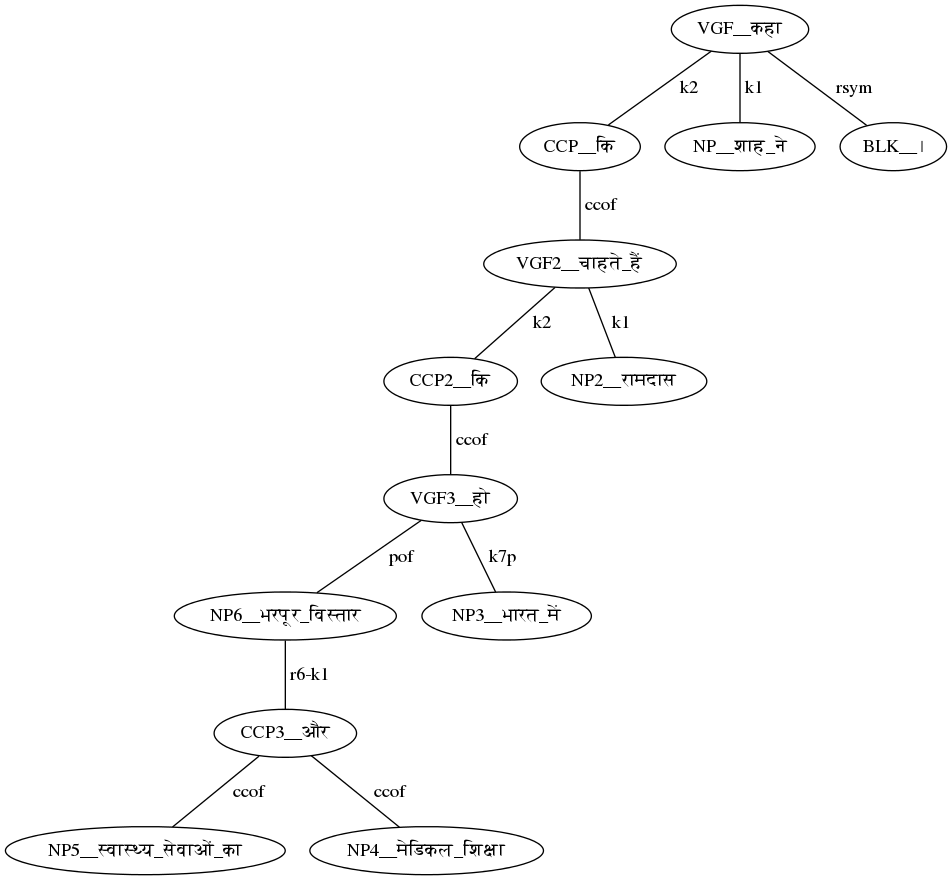 VGF__कहा
k2
k1
rsym
CCP__कि
NP__शाह_ने
BLK__।
ccof
VGF2__चाहते_हैं
k2
k1
CCP2__कि
NP2__रामदास
ccof
VGF3__हो
pof
k7p
NP6__भरपूर_विस्तार
NP3__भारत_में
r6-k1
CCP3__और
ccof
ccof
NP5__स्वास्थ्य_सेवाओं_का
NP4__मेडिकल_शिक्षा